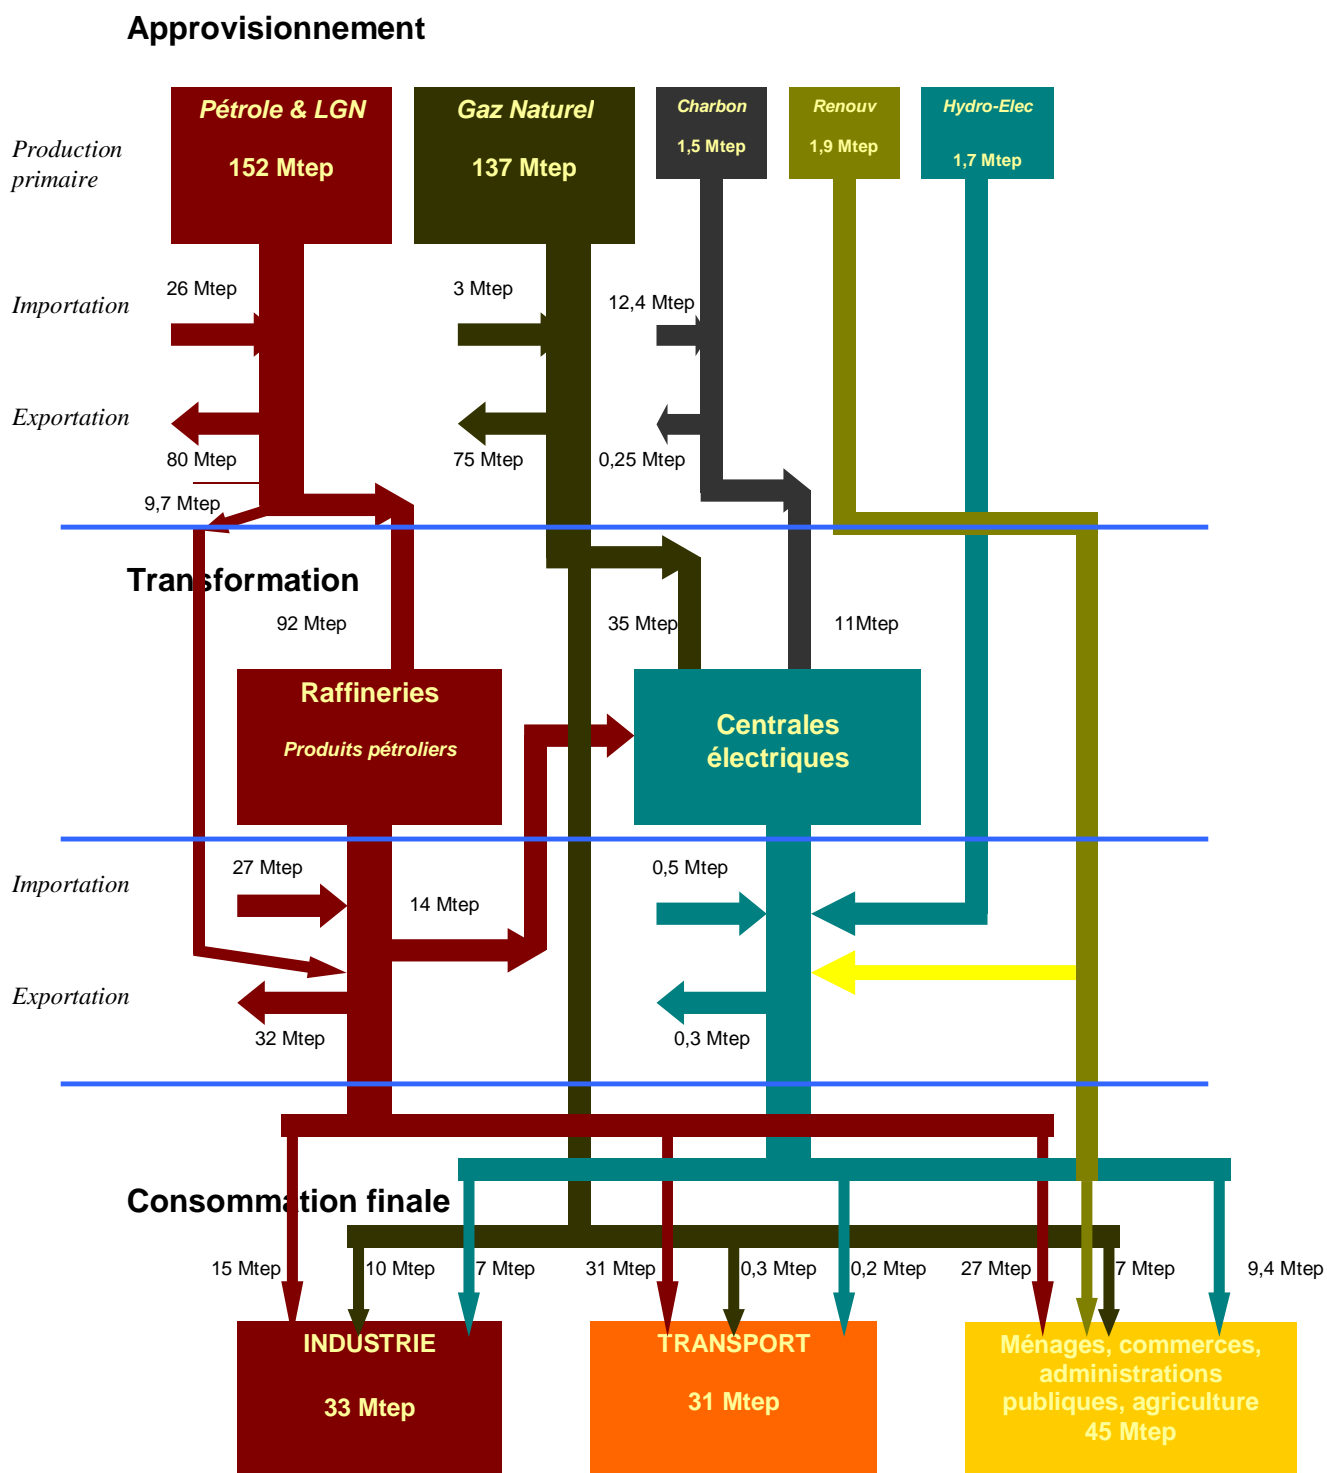 Approvisionnement
Pétrole & LGN
152 Mtep
Gaz Naturel
137 Mtep
Charbon
1,5 Mtep
Renouv
1,9 Mtep
Hydro-Elec
1,7 Mtep
Production
primaire
Importation
26 Mtep
3 Mtep
12,4 Mtep
Exportation
80 Mtep
75 Mtep
0,25 Mtep
9,7 Mtep
Transformation
92 Mtep
35 Mtep
11Mtep
Raffineries
Produits pétroliers
Centrales
électriques
Importation
27 Mtep
14 Mtep
0,5 Mtep
Exportation
32 Mtep
0,3 Mtep
Consommation finale
15 Mtep
10 Mtep
7 Mtep
31 Mtep
0,3 Mtep
0,2 Mtep
27 Mtep
7 Mtep
9,4 Mtep
INDUSTRIE
33 Mtep
TRANSPORT
31 Mtep
Ménages, commerces,
administrations
publiques, agriculture
45 Mtep